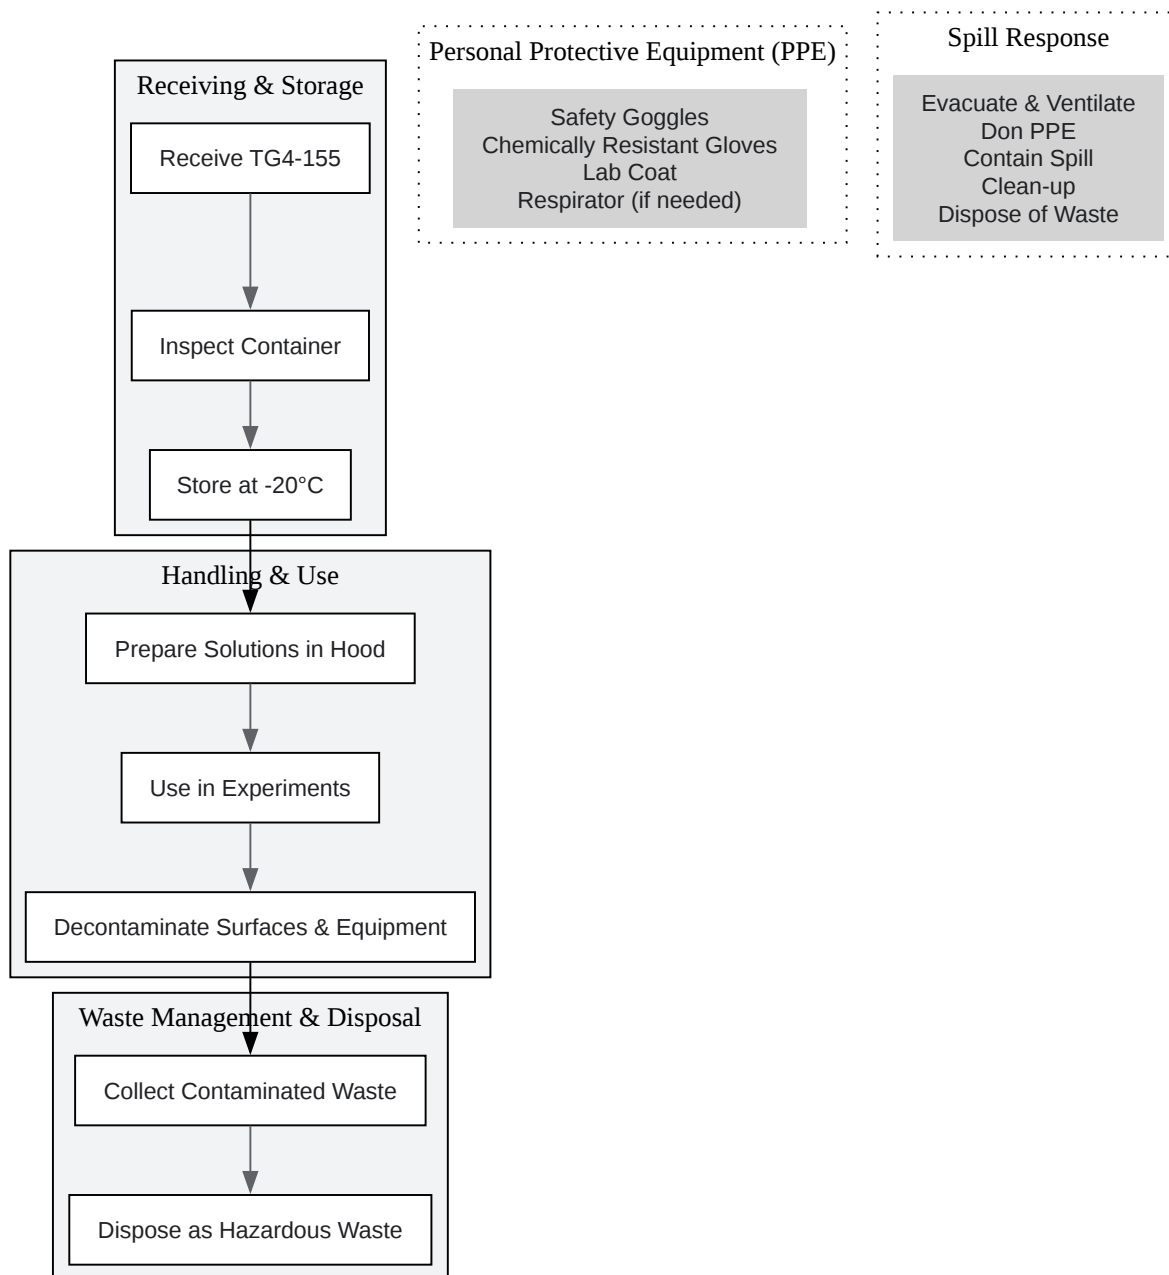 Receiving & Storage
Receive TG4-155
Inspect Container
Store at -20°C
Handling & Use
Prepare Solutions in Hood
Use in Experiments
Decontaminate Surfaces & Equipment
Waste Management & Disposal
Collect Contaminated Waste
Dispose as Hazardous Waste
Personal Protective Equipment (PPE)
Safety Goggles
Chemically Resistant Gloves
Lab Coat
Respirator (if needed)
Spill Response
Evacuate & Ventilate
Don PPE
Contain Spill
Clean-up
Dispose of Waste